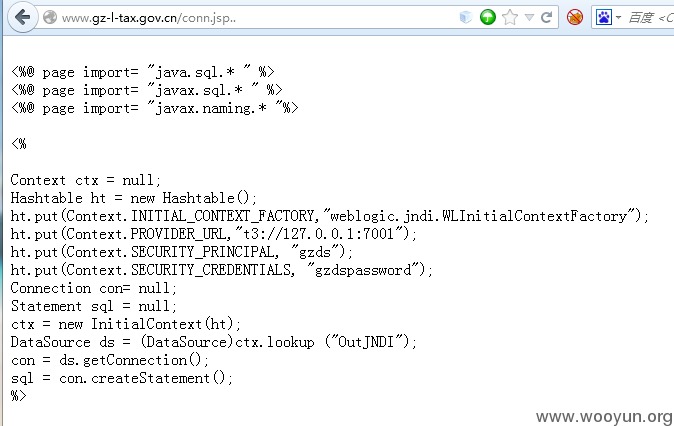 www.gz-l-tax.gov.cn/conn.jsp..
百度 <C
<%@ page import= "java.sql.* " %>
<%@ page import= "javax.sql.* " %>
<%@ page import= "javax.naming.* "%>
<%
Context ctx = null;
Hashtable ht = new Hashtable();
ht.put(Context.INITIAL_CONTEXT_FACTORY,"weblogic.jndi.WLInitialContextFactory");
ht.put(Context.PROVIDER_URL,"t3://127.0.0.1:7001");
ht.put(Context.SECURITY_PRINCIPAL, "gzds");
ht.put(Context.SECURITY_CREDENTIALS, "gzdspassword");
Connection con= null;
Statement sql = null;
ctx = new InitialContext(ht);
DataSource ds = (DataSource)ctx.lookup ("OutJNDI");
con = ds.getConnection();
sql = con.createStatement();
%>
www.wooyun.org